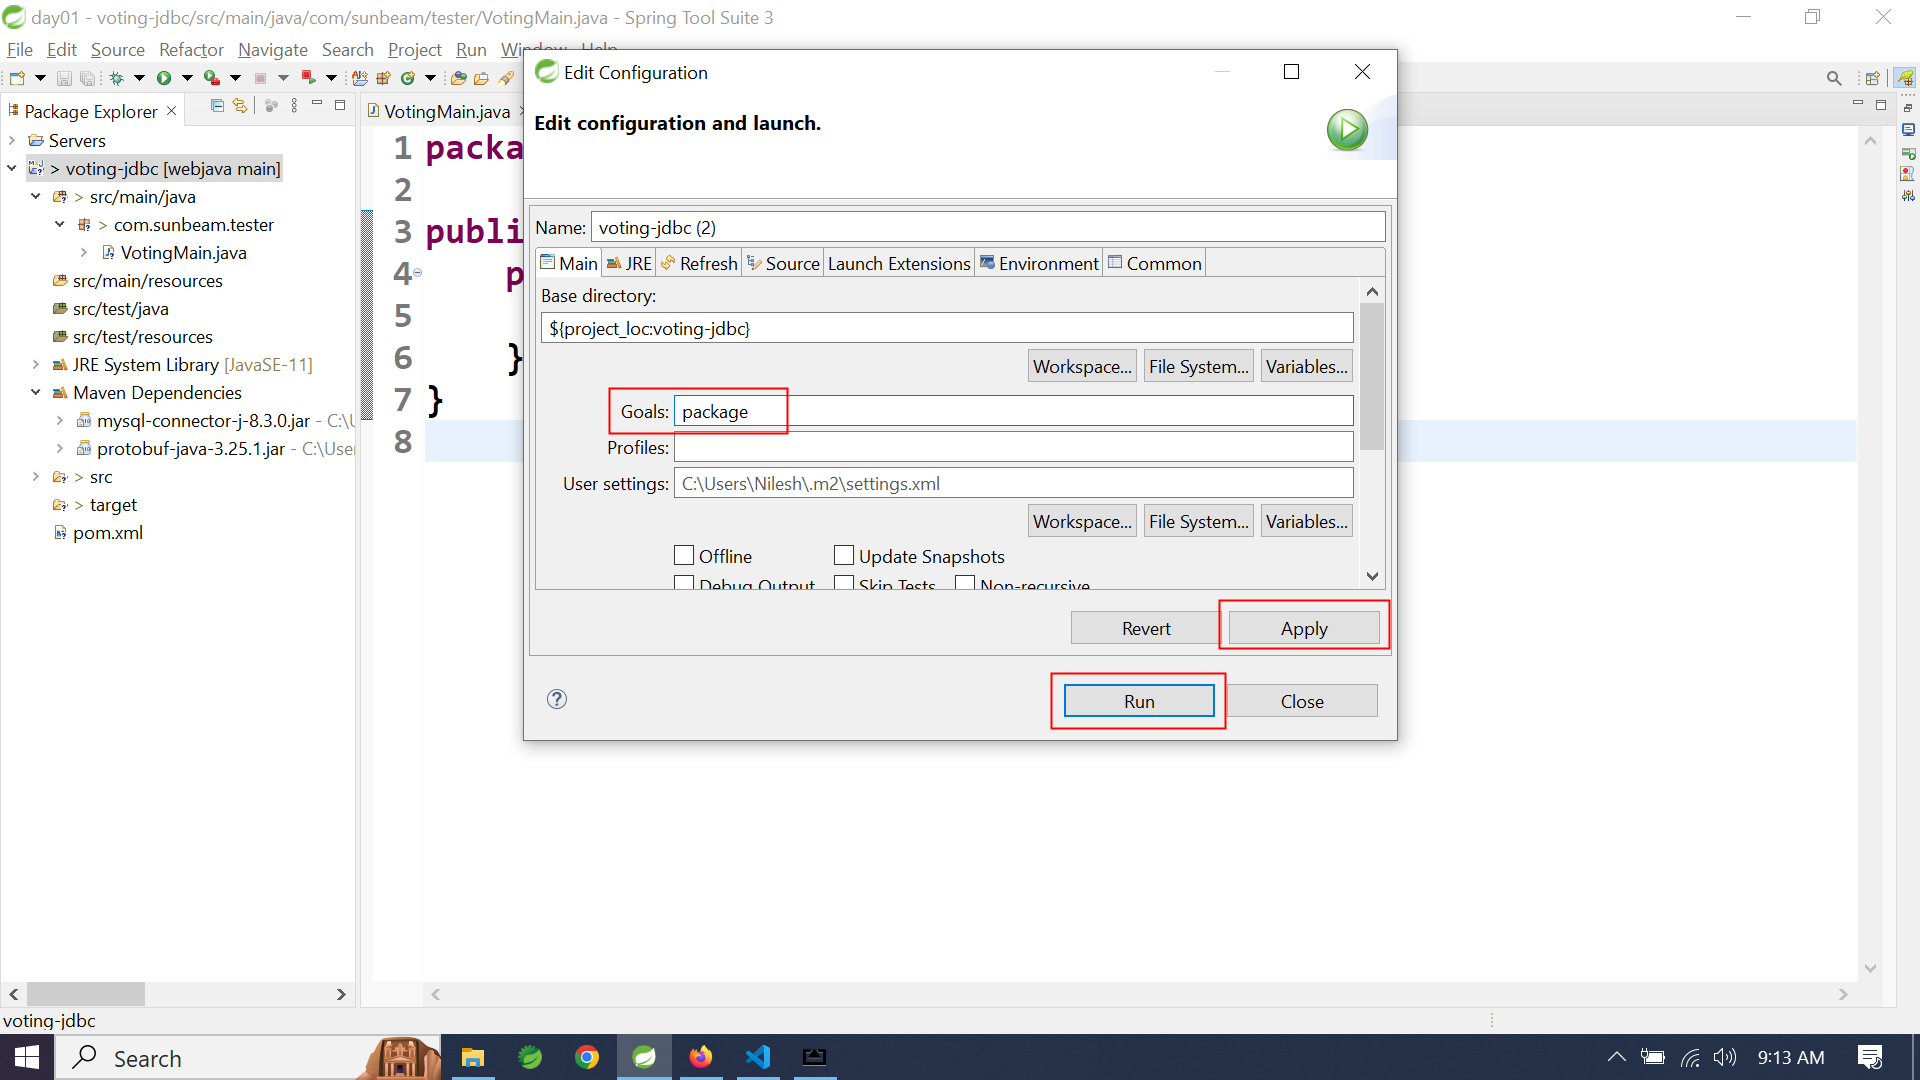 day01 - voting-jdbc/src/main/java/com/sunbeam/tester/VotingMain.java - Spring Tool Suite 3
File Edit Source Refactor Navigate Search Project Run Window Help
Package Explorer
Servers
> voting-jdbc [webjava main]
> src/main/java
> com.sunbeam.tester
VotingMain.java
src/main/resources
src/test/java
src/test/resources
JRE System Library [JavaSE-11]
Maven Dependencies
mysql-connector-j-8.3.0.jar - C:\U
protobuf-java-3.25.1.jar - C:\User
> src
> target
pom.xml
VotingMain.java
1 packa
2
3 publi
4 p
5
6 }
7 }
8
Edit Configuration
Edit configuration and launch.
Name: voting-jdbc (2)
Main JRE Refresh Source Launch Extensions Environment Common
Base directory:
${project_loc:voting-jdbc}
Workspace... File System... Variables...
Goals: package
Profiles:
User settings: C:\Users\Nilesh\.m2\settings.xml
Workspace... File System... Variables...
Offline Update Snapshots
Debug Output Skip Tests Non-recursive
Revert Apply
Run Close
voting-jdbc
Search
9:13 AM